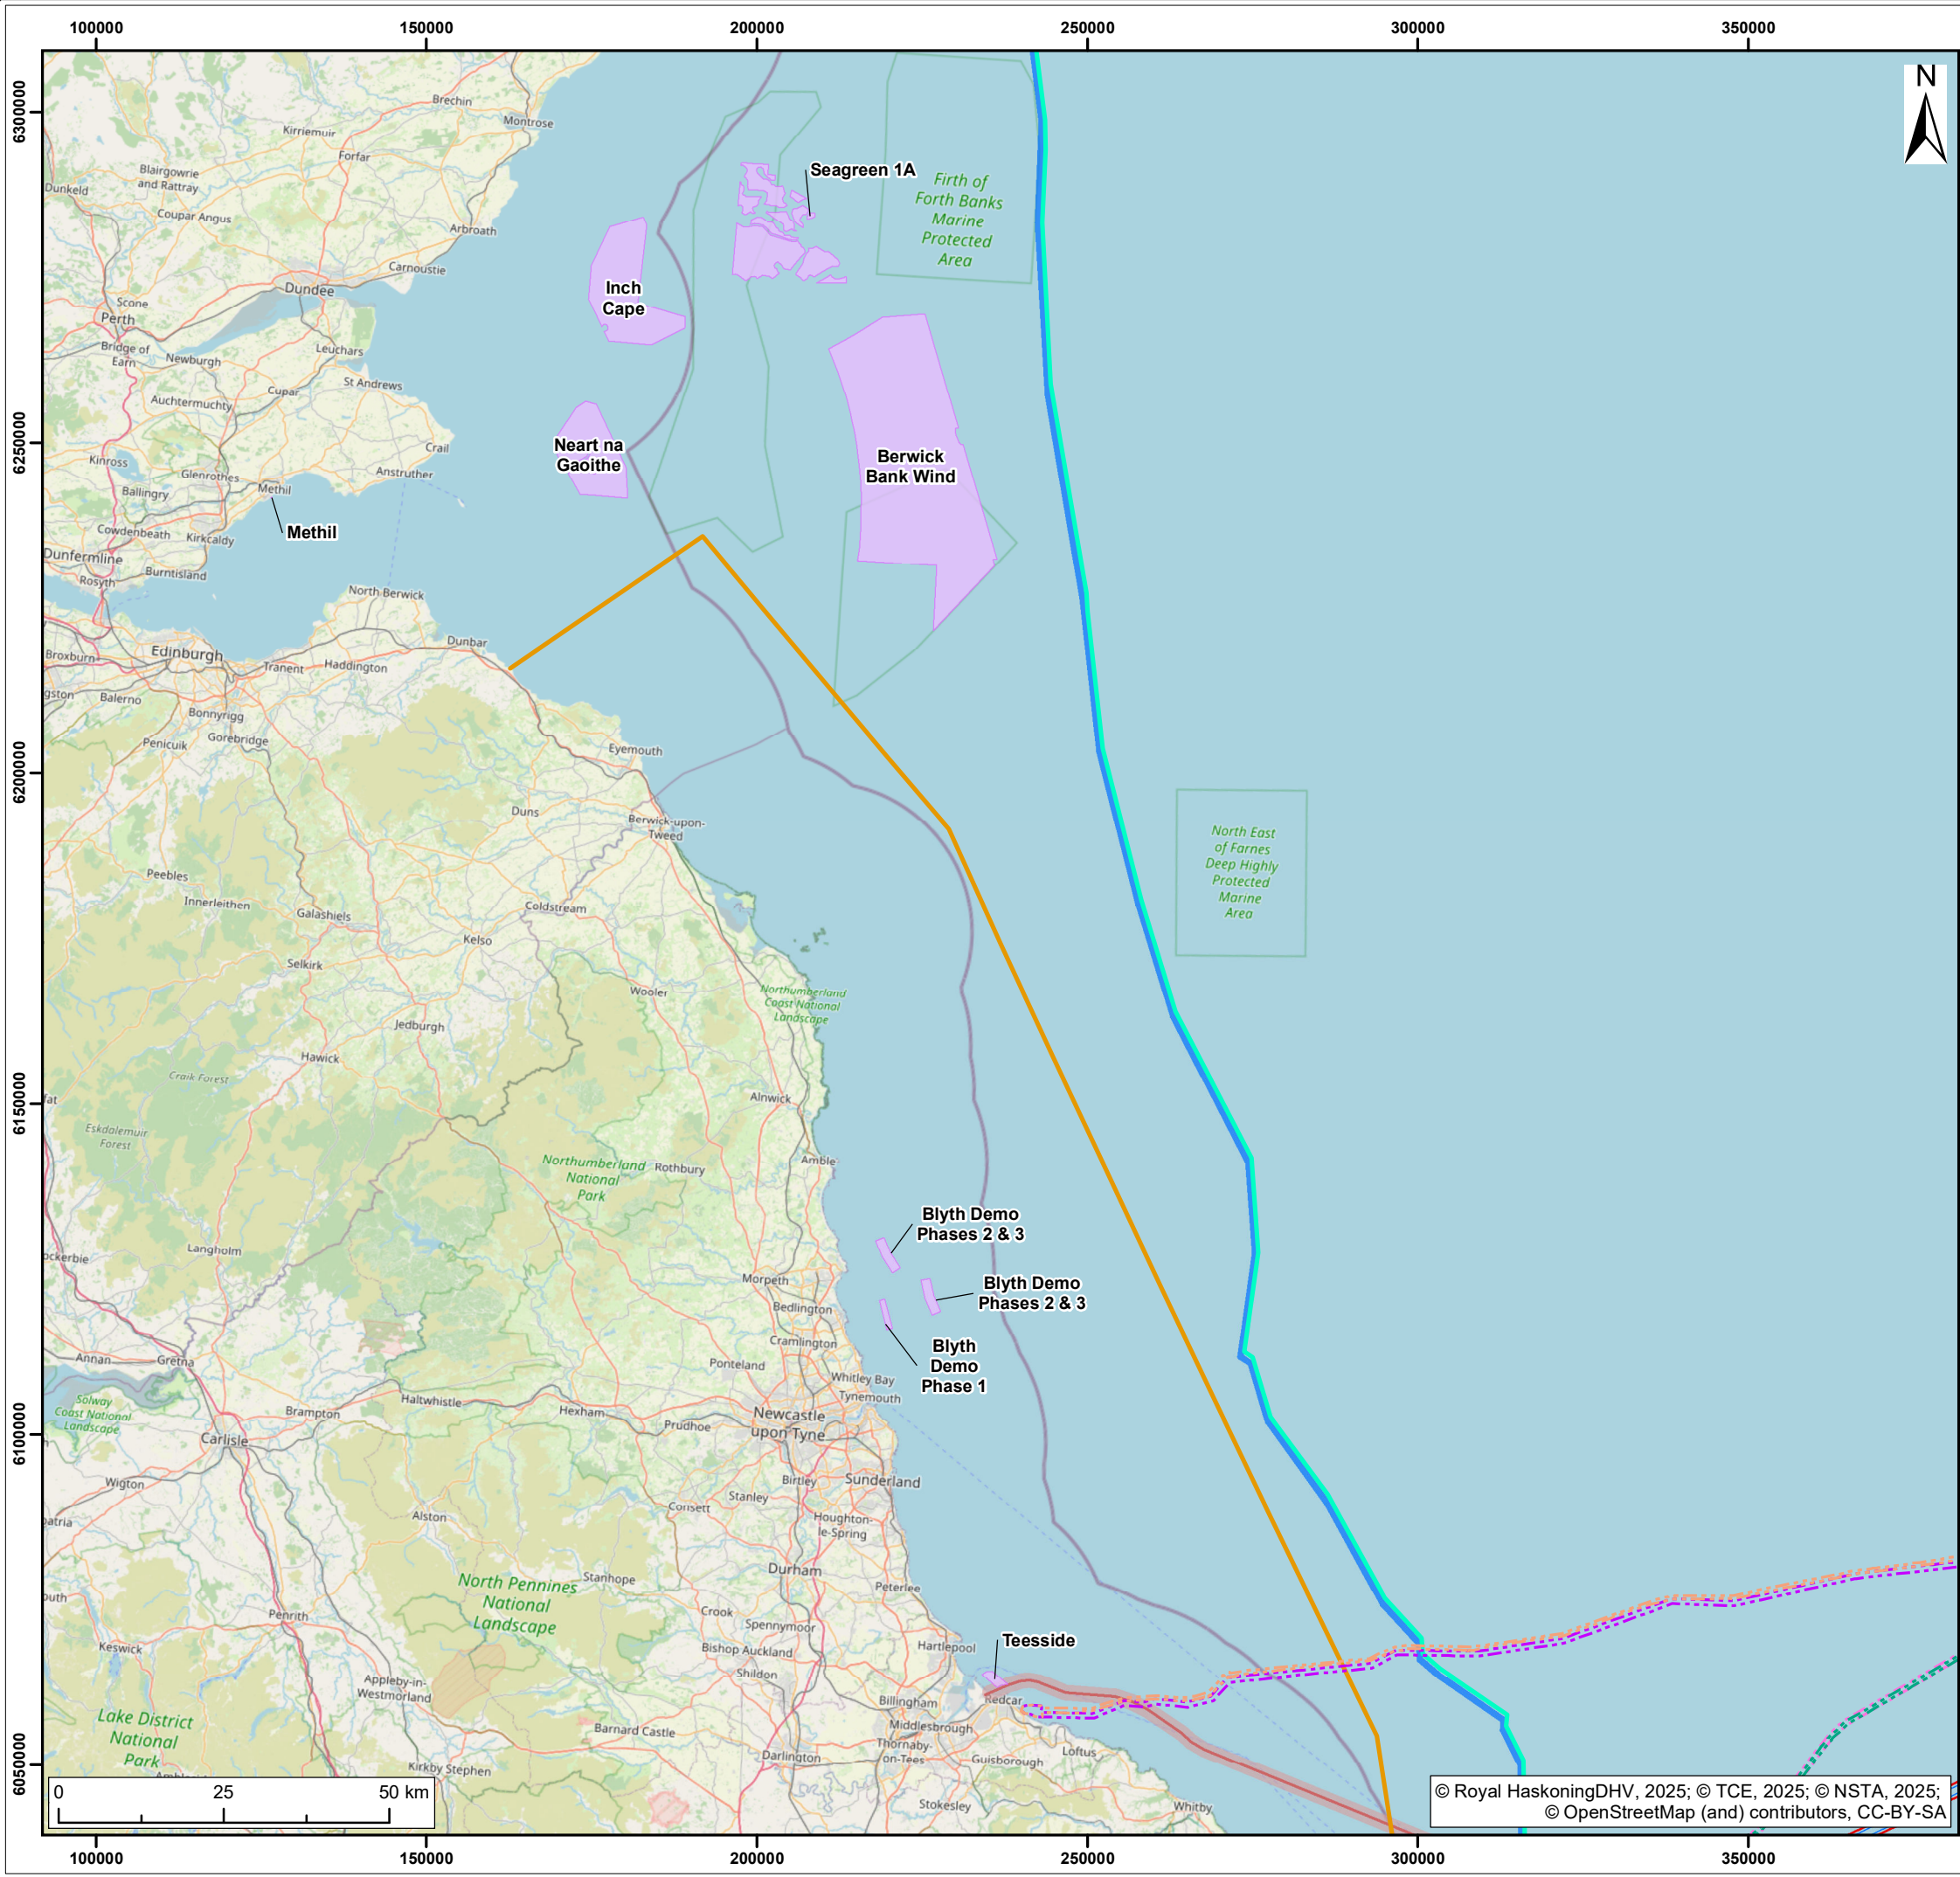 100000
150000
200000
250000
300000
350000
N
6300000
6250000
6200000
6150000
6100000
6050000
Brechin
Montrose
Kirriemuir
Forfar
Blairgowrie
and Rattray
Dunkeld
Coupar Angus
Arbroath
Carnoustie
Dundee
Scone
Perth
Bridge of
Earn
Newburgh
Leuchars
St Andrews
Cupar
Auchtermuchty
Crail
Kinross
Glenrothes
Anstruther
Ballingry
Methil
Methil
Cowdenbeath
Kirkcaldy
Dunfermline
Burntisland
Rosyth
North Berwick
Dunbar
Edinburgh
Broxburn
Tranent
Haddington
gston
Balerno
Bonnyrigg
Penicuik
Gorebridge
Eyemouth
Duns
Berwick-upon-
Tweed
Peebles
Innerleithen
Galashiels
Coldstream
Kelso
Selkirk
Wooler
Northumberland
Coast National
Landscape
Jedburgh
Hawick
Craik Forest
fat
Alnwick
Eskdalemuir
Forest
Amble
Northumberland
National
Park
Rothbury
Langholm
ockerbie
Morpeth
Bedlington
Cramlington
Annan
Gretna
Ponteland
Whitley Bay
Tynemouth
Solway
Coast National
Landscape
Brampton
Haltwhistle
Hexham
Prudhoe
Newcastle
upon Tyne
Carlisle
Wigton
Birtley
Sunderland
Stanley
Consett
Houghton-
le-Spring
patria
Alston
Durham
Peterlee
North Pennines
National
Landscape
Stanhope
outh
Penrith
Crook
Spennymoor
Keswick
Bishop Auckland
Hartlepool
Shildon
Appleby-in-
Westmorland
Billingham
Redcar
Lake District
National
Park
Barnard Castle
Middlesbrough
Thornaby-
on-Tees
Loftus
Darlington
Guisborough
Kirkby Stephen
Stokesley
Whitby
Seagreen 1A
Firth of
Forth Banks
Marine
Protected
Area
Inch
Cape
Neart na
Gaoithe
Berwick
Bank Wind
North East
of Farnes
Deep Highly
Protected
Marine
Area
Blyth Demo
Phases 2 & 3
Blyth Demo
Phases 2 & 3
Blyth
Demo
Phase 1
Teesside
0 25 50 km
© Royal HaskoningDHV, 2025; © TCE, 2025; © NSTA, 2025;
© OpenStreetMap (and) contributors, CC-BY-SA
100000
150000
200000
250000
300000
350000